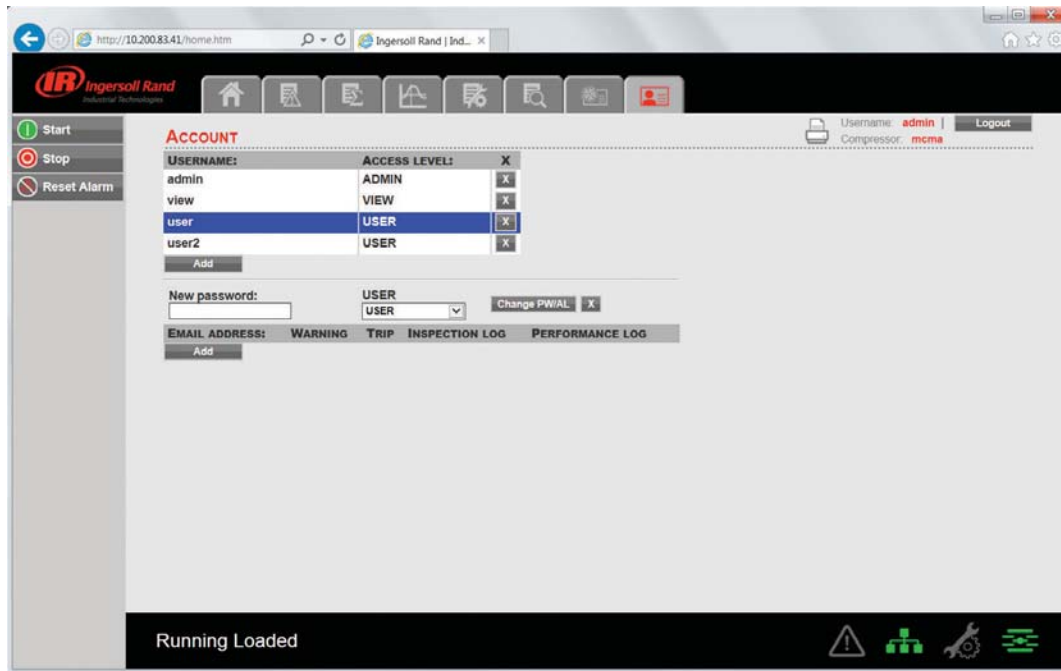 http://10.200.83.41/home.htm
Ingersoll Rand | Ind...
IR Ingersoll Rand
Industrial Technologies
Start
Stop
Reset Alarm
Username: admin | Logout
Compressor: mcma
ACCOUNT
USERNAME: ACCESS LEVEL: X
admin ADMIN X
view VIEW X
user USER X
user2 USER X
Add
New password: USER
USER Change PW/AL X
EMAIL ADDRESS: WARNING TRIP INSPECTION LOG PERFORMANCE LOG
Add
Running Loaded